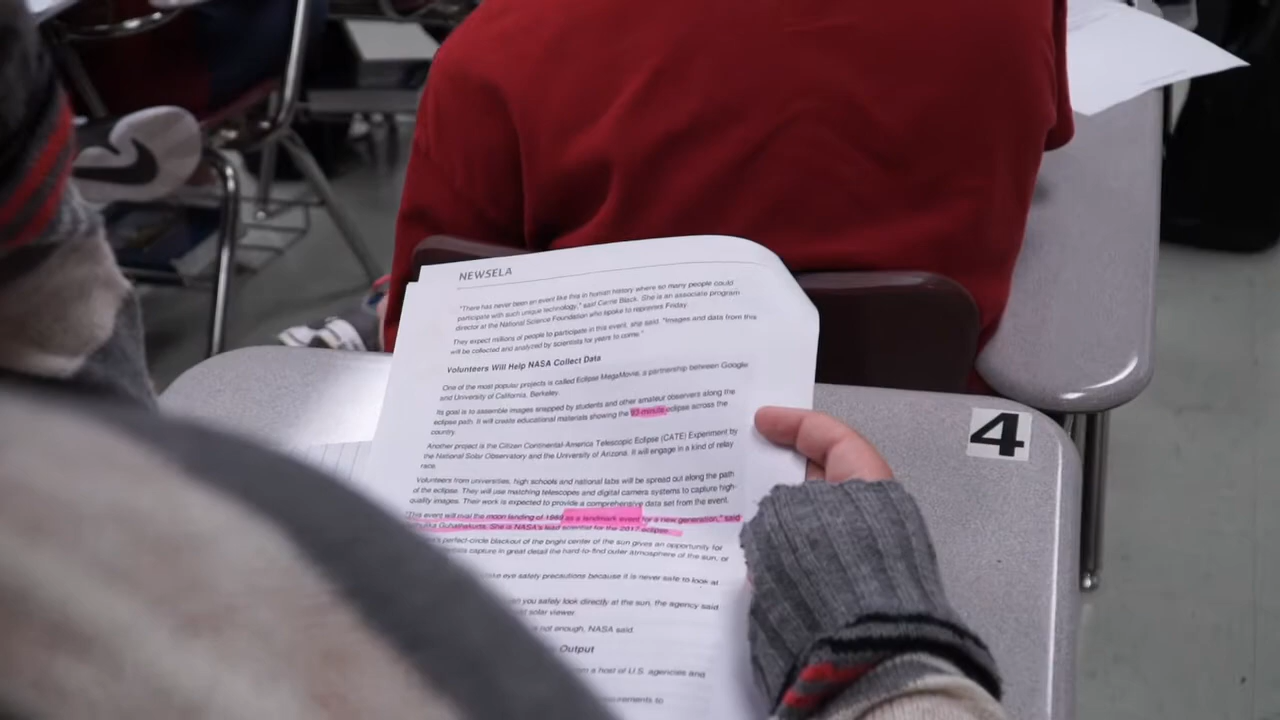 NEWSELA
"There has never been an event like this in human history where so many people could
participate with such unique technology," said Carrie Black. She is an associate program
director at the National Science Foundation who spoke to reporters Friday.
They expect millions of people to participate in this event, she said. "Images and data from this
will be collected and analyzed by scientists for years to come."
Volunteers Will Help NASA Collect Data
One of the most popular projects is called Eclipse MegaMovie, a partnership between Google
and University of California, Berkeley.
Its goal is to assemble images snapped by students and other amateur observers along the
eclipse path. It will create educational materials showing the 93-minute eclipse across the
country.
Another project is the Citizen Continental-America Telescopic Eclipse (CATE) Experiment by
the National Solar Observatory and the University of Arizona. It will engage in a kind of relay
race.
Volunteers from universities, high schools and national labs will be spread out along the path
of the eclipse. They will use matching telescopes and digital camera systems to capture high-
quality images. Their work is expected to provide a comprehensive data set from the event.
"This event will rival the moon landing of 1969 as a landmark event for a new generation," said
Guhathakurta. She is NASA's lead scientist for the 2017 eclipse.
perfect-circle blackout of the bright center of the sun gives an opportunity for
capture in great detail the hard-to-find outer atmosphere of the sun, or
eye safety precautions because it is never safe to look at
you safely look directly at the sun, the agency said
solar viewer.
is not enough, NASA said.
Output
a host of U.S. agencies and
to
4